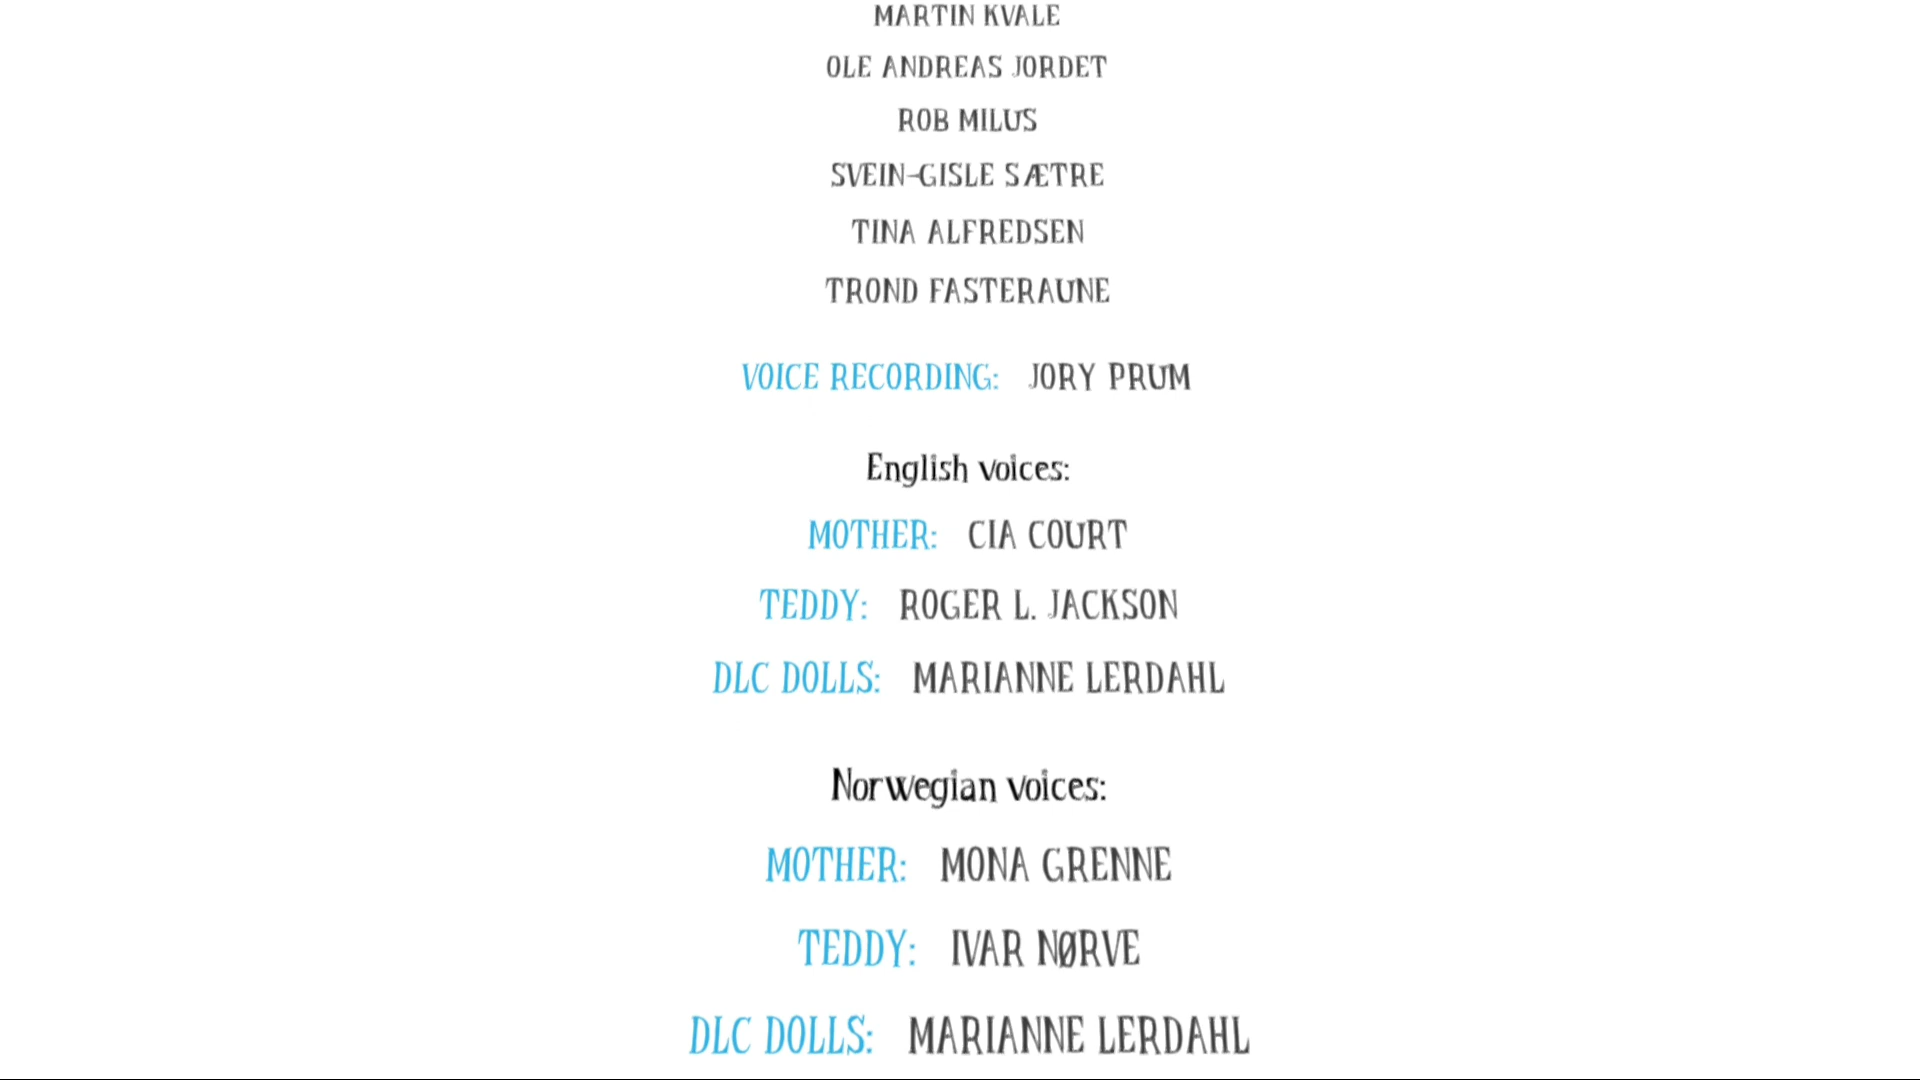 MARTIN KVALE
OLE ANDREAS JORDET
ROB MILUS
SVEIN-GISLE SÆTRE
TINA ALFREDSEN
TROND FASTERAUNE
VOICE RECORDING: JORY PRUM
English voices:
MOTHER: CIA COURT
TEDDY: ROGER L. JACKSON
DLC DOLLS: MARIANNE LERDAHL
Norwegian voices:
MOTHER: MONA GRENNE
TEDDY: IVAR NØRVE
DLC DOLLS: MARIANNE LERDAHL